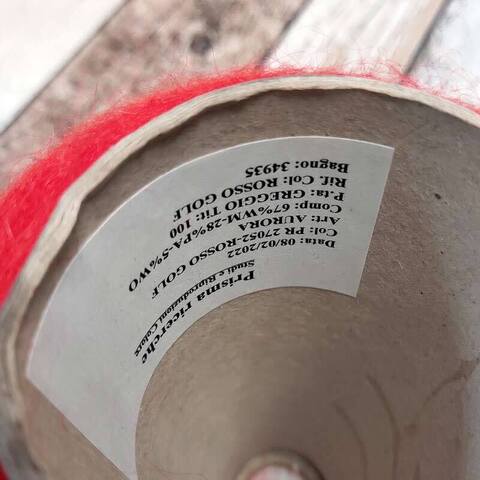 Prisma ricerche
Studi e Riproduzioni Colors
Data: 08/02/2022
Col: PR 27052-ROSSO GOLF
Art: AURORA
Comp: 67%WM-28%PA-5%WO
P.ta: GREGGIO Tit: 100
Rif. Col: ROSSO GOLF
Bagno: 34935